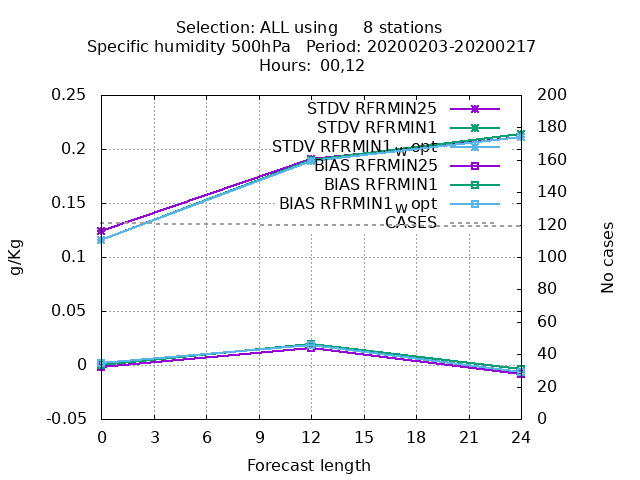 Selection: ALL using 8 stations
Specific humidity 500hPa Period: 20200203-20200217
Hours: 00,12
0.25
0.2
0.15
0.1
0.05
0
-0.05
g/Kg
STDV RFRMIN25
STDV RFRMIN1
STDV RFRMIN1w opt
BIAS RFRMIN25
BIAS RFRMIN1
BIAS RFRMIN1w opt
CASES
200
180
160
140
120
100
80
60
40
20
0
No cases
0 3 6 9 12 15 18 21 24
Forecast length